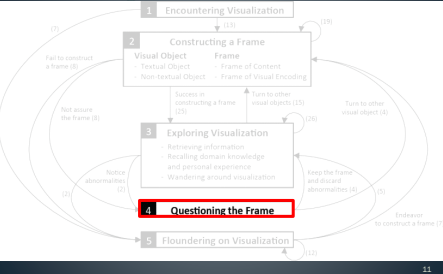 1 Encountering Visualization
(7)
(13)
(19)
2 Constructing a Frame
Visual Object Frame
- Textual Object - Frame of Content
- Non-textual Object - Frame of Visual Encoding
Fail to construct
a frame (8)
Success in
constructing a frame
(25)
Turn to other
visual objects (15)
Not assure
the frame (6)
Turn to other
visual objects (4)
3 Exploring Visualization
(26)
- Retrieving information
- Recalling domain knowledge
and personal experience
- Wandering around visualization
Notice
abnormalities
(2)
Keep the frame
and discard
abnormalities (4)
(2)
(5)
4 Questioning the Frame
Endeavor
to construct a frame (7)
5 Floundering on Visualization
(12)
11